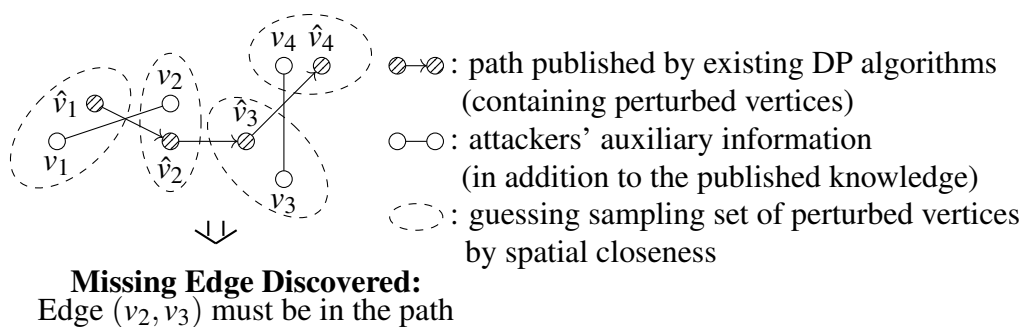 v₄ v̂₄
v̂₁ v₂
v̂₃
v₁ v̂₂
v₃
: path published by existing DP algorithms
(containing perturbed vertices)
: attackers' auxiliary information
(in addition to the published knowledge)
: guessing sampling set of perturbed vertices
by spatial closeness
Missing Edge Discovered:
Edge (v₂, v₃) must be in the path